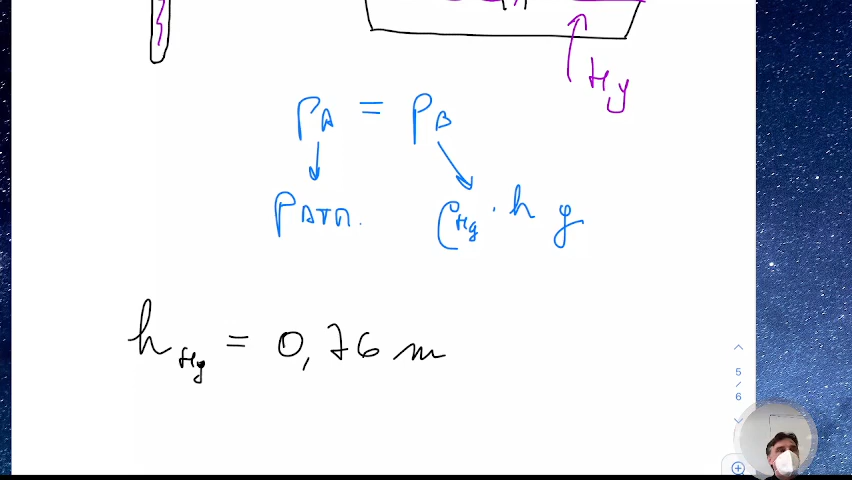 Hg
PA = PB
PATM. ρHg · h g
hHg = 0,76 m
5
/
6